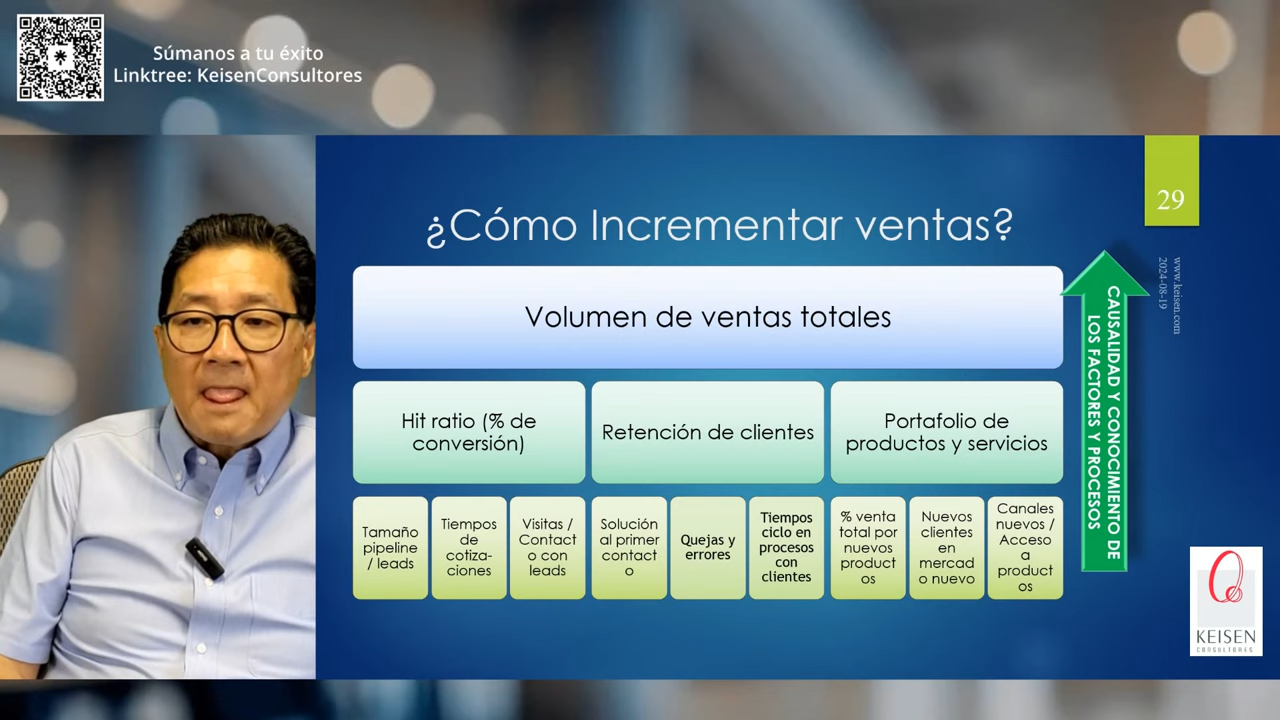 Súmanos a tu éxito
Linktree: KeisenConsultores
29
¿Cómo Incrementar ventas?
www.keisen.com
2024-08-19
Volumen de ventas totales
CAUSALIDAD Y CONOCIMIENTO DE
LOS FACTORES Y PROCESOS
Hit ratio (% de
conversión)
Retención de clientes
Portafolio de
productos y servicios
Tamaño
pipeline
/ leads
Tiempos
de
cotiza-
ciones
Visitas /
Contact
o con
leads
Solución
al primer
contact
o
Quejas y
errores
Tiempos
ciclo en
procesos
con
clientes
% venta
total por
nuevos
product
os
Nuevos
clientes
en
mercad
o nuevo
Canales
nuevos /
Acceso
a
product
os
KEISEN
CONSULTORES